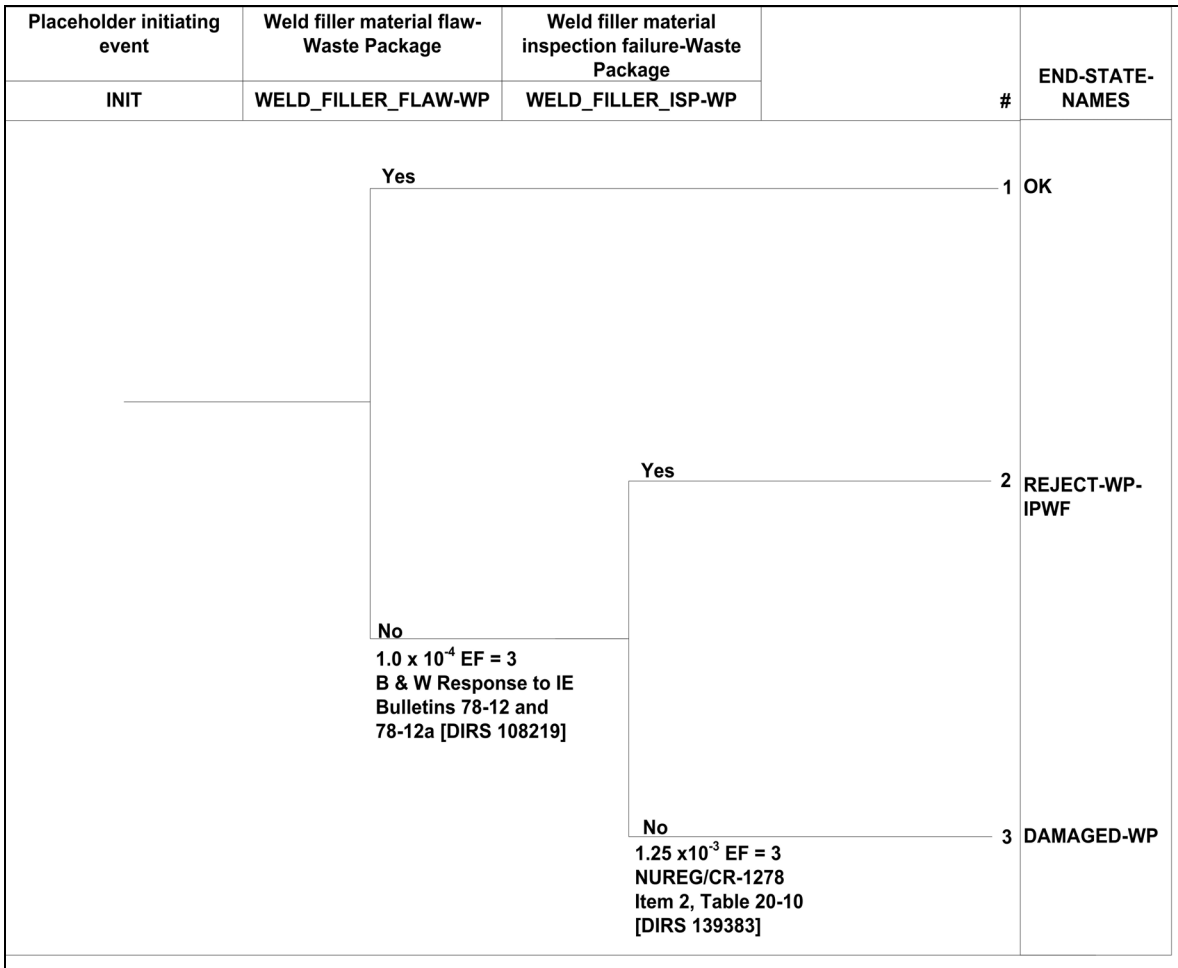 Placeholder initiating
event
Weld filler material flaw-
Waste Package
Weld filler material
inspection failure-Waste
Package
INIT
WELD_FILLER_FLAW-WP
WELD_FILLER_ISP-WP
#
END-STATE-
NAMES
Yes
1 OK
Yes
2 REJECT-WP-
IPWF
No
1.0 x 10⁻⁴ EF = 3
B & W Response to IE
Bulletins 78-12 and
78-12a [DIRS 108219]
No
3 DAMAGED-WP
1.25 x10⁻³ EF = 3
NUREG/CR-1278
Item 2, Table 20-10
[DIRS 139383]